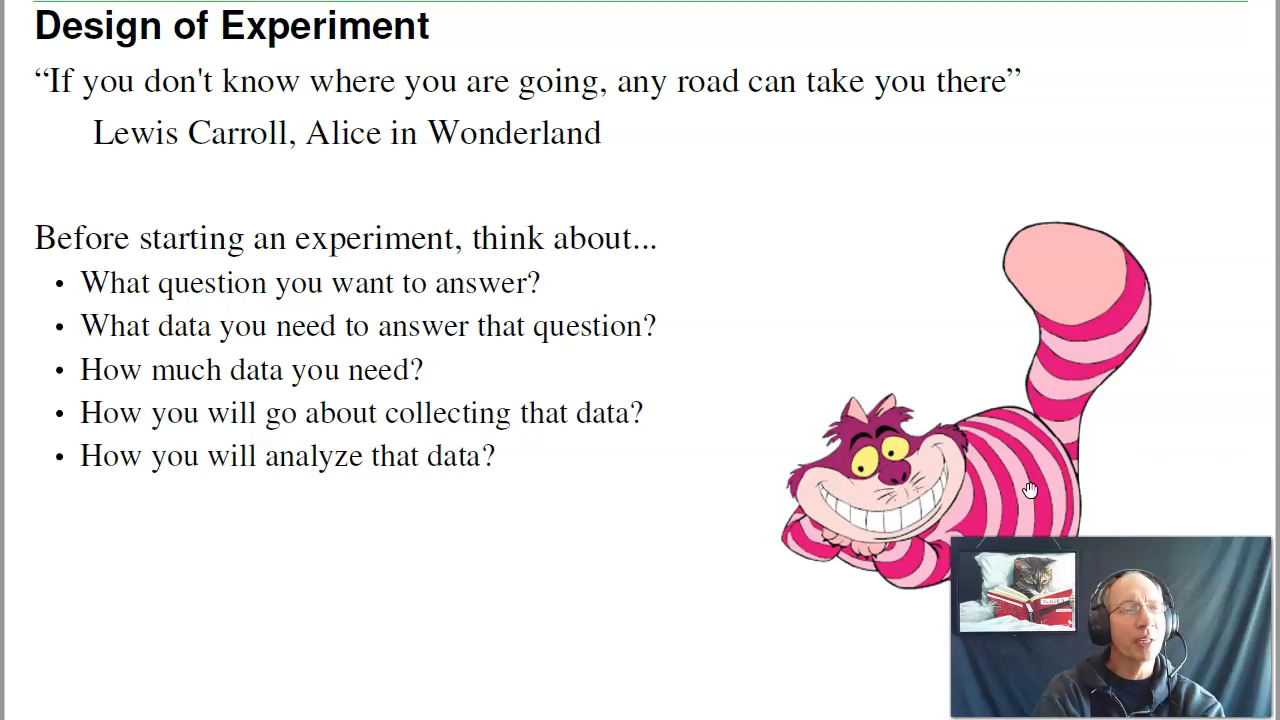 Design of Experiment
“If you don't know where you are going, any road can take you there”
Lewis Carroll, Alice in Wonderland
Before starting an experiment, think about...
• What question you want to answer?
• What data you need to answer that question?
• How much data you need?
• How you will go about collecting that data?
• How you will analyze that data?